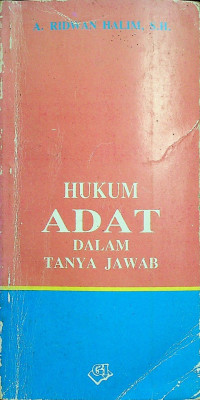 A. RIDWAN HALIM, S.H.
HUKUM
ADAT
DALAM
TANYA JAWAB